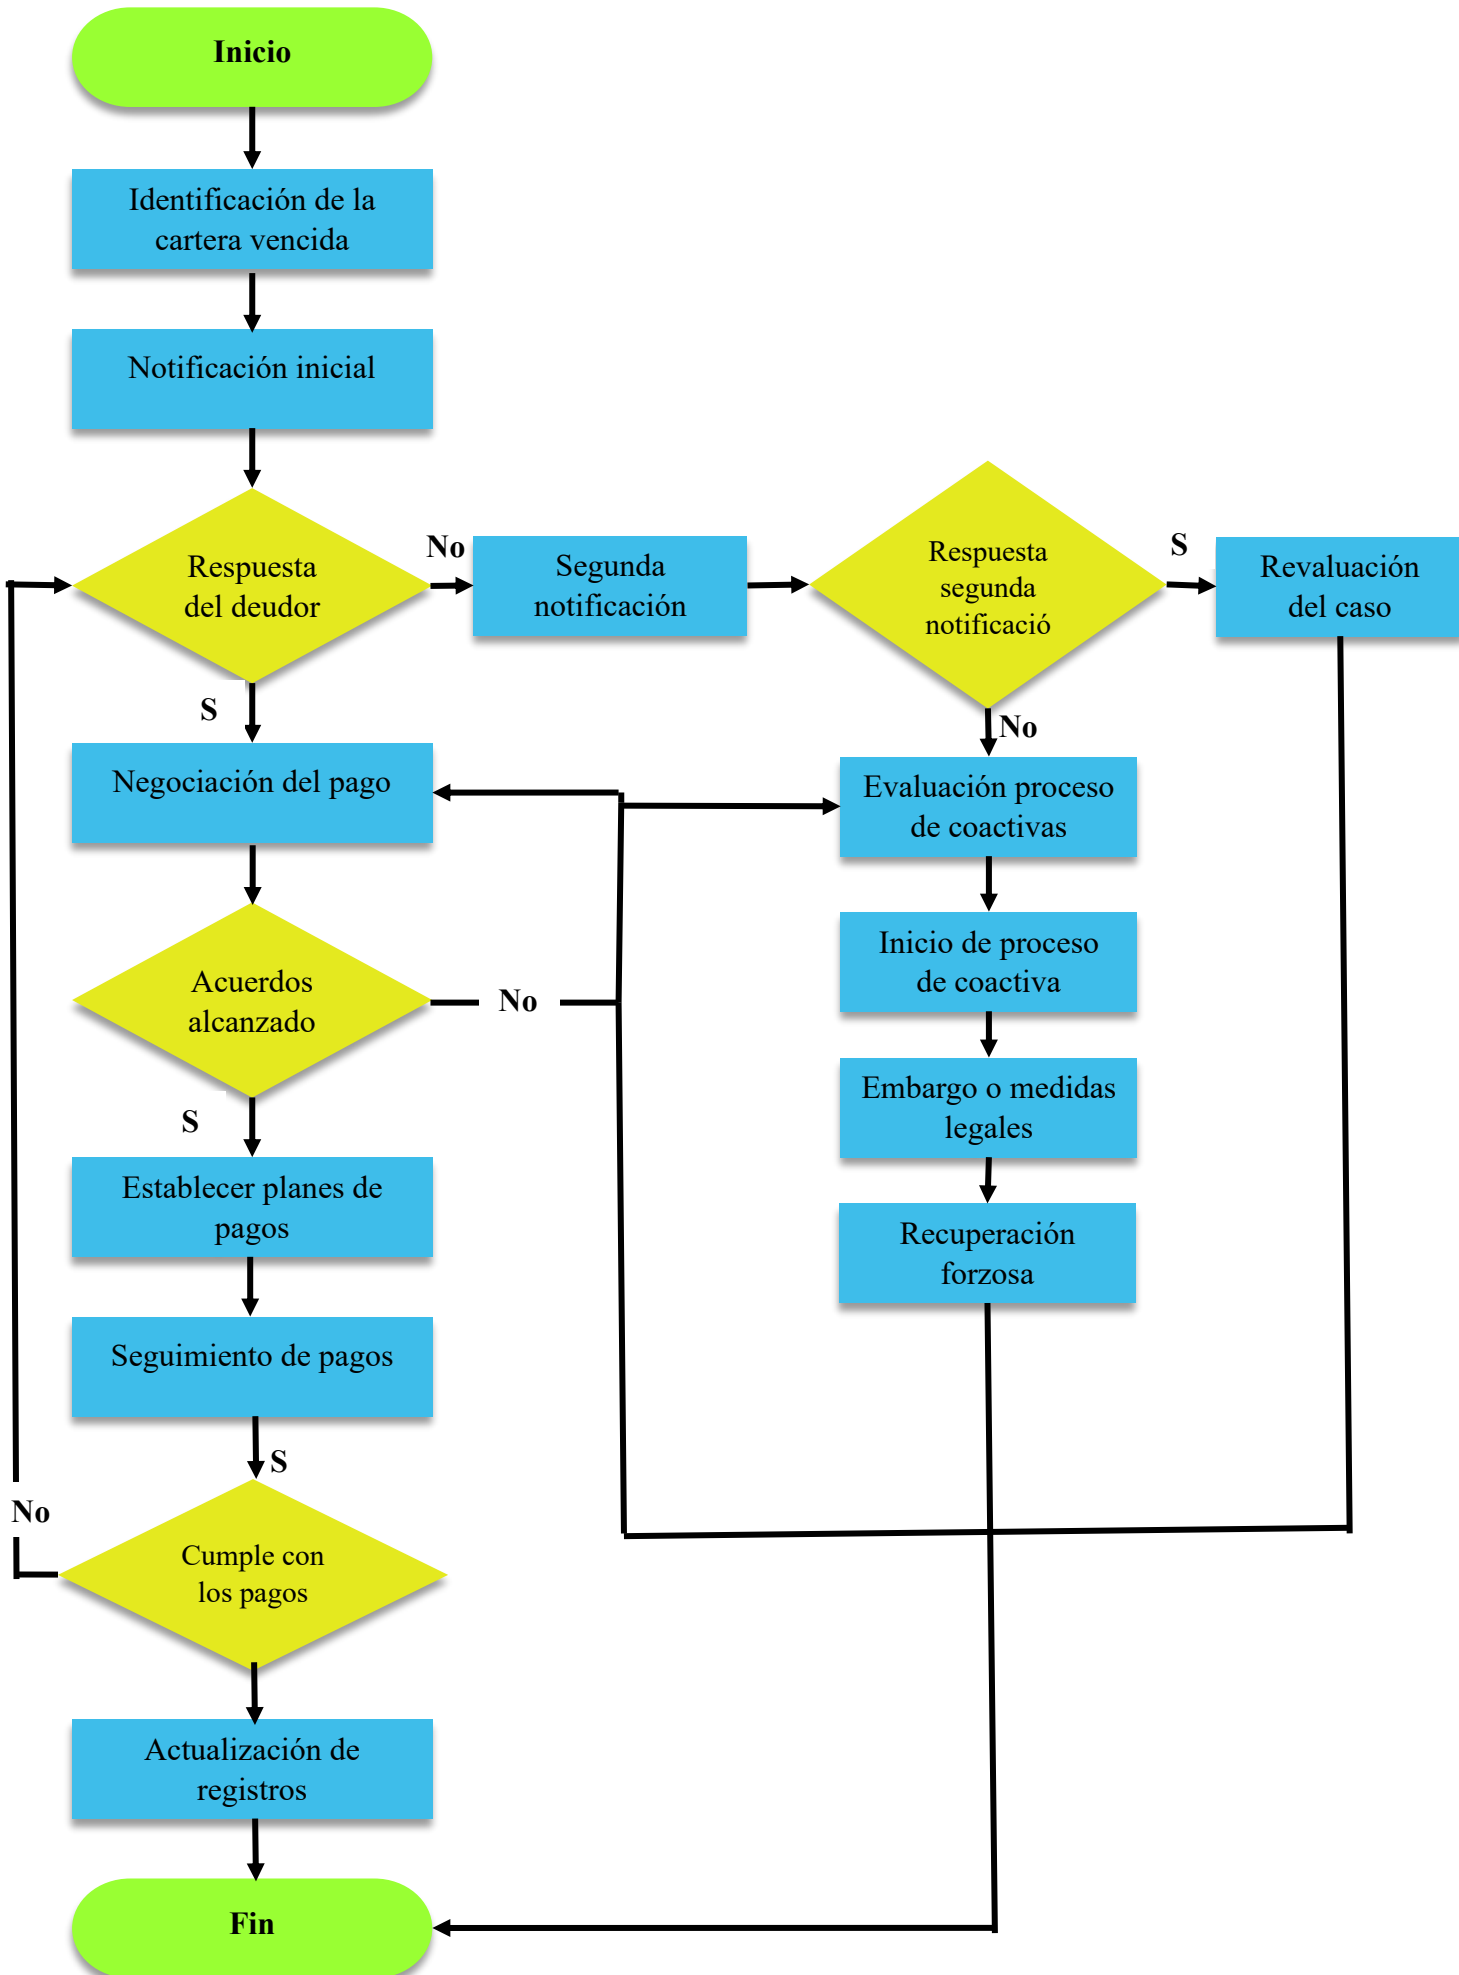 Inicio
Identificación de la
cartera vencida
Notificación inicial
Respuesta
del deudor
No
Segunda
notificación
Respuesta
segunda
notificació
S
Revaluación
del caso
S
No
Negociación del pago
Evaluación proceso
de coactivas
Acuerdos
alcanzado
No
Inicio de proceso
de coactiva
S
Embargo o medidas
legales
Establecer planes de
pagos
Recuperación
forzosa
Seguimiento de pagos
S
No
Cumple con
los pagos
Actualización de
registros
Fin